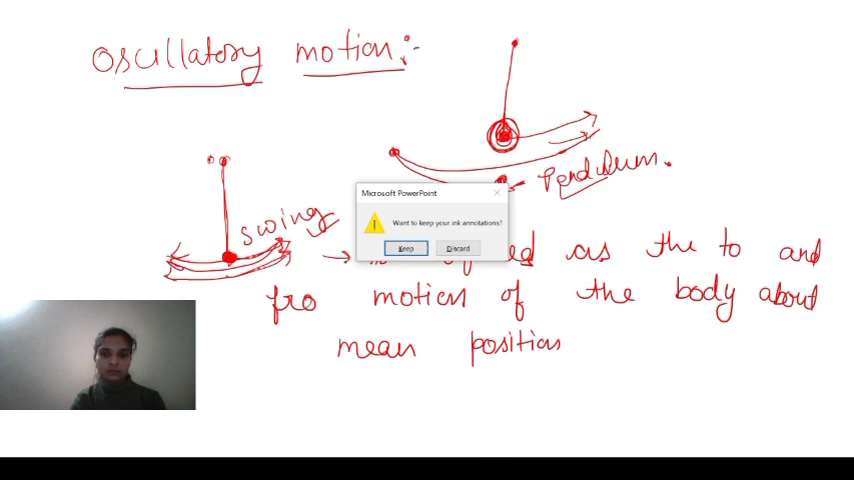 oscillatory motion :-
Pendulum.
swing
Microsoft PowerPoint
Want to keep your ink annotations?
Keep Discard
→ as the to and
fro motion of the body about
mean position